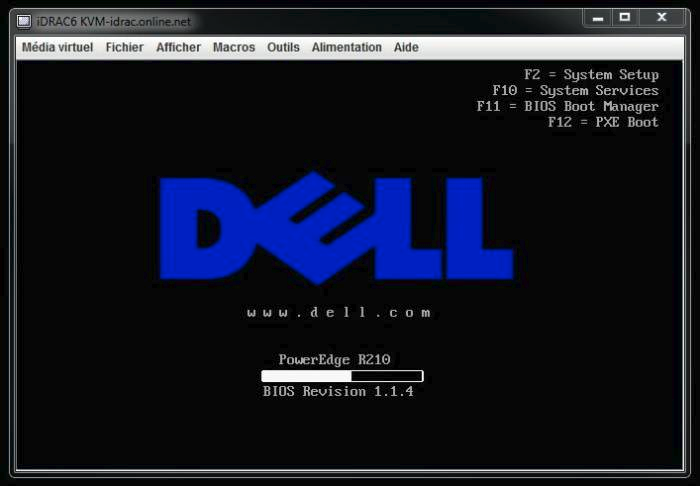 iDRAC6 KVM-idrac.online.net
Média virtuel Fichier Afficher Macros Outils Alimentation Aide
F2 = System Setup
F10 = System Services
F11 = BIOS Boot Manager
F12 = PXE Boot
DELL
www.dell.com
PowerEdge R210
BIOS Revision 1.1.4